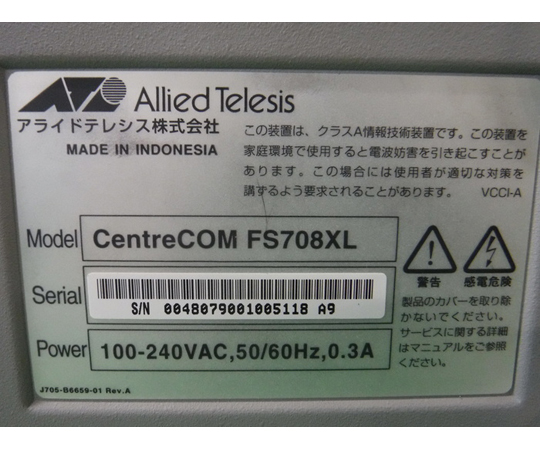 Allied Telesis
アライドテレシス株式会社
MADE IN INDONESIA
この装置は、クラスA情報技術装置です。この装置を
家庭環境で使用すると電波妨害を引き起こすことが
あります。この場合には使用者が適切な対策を
講ずるよう要求されることがあります。 VCCI-A
Model CentreCOM FS708XL
Serial S/N 0048079001005118 A9
Power 100-240VAC,50/60Hz,0.3A
警告 感電危険
製品のカバーを取り除
かないでください。
サービスに関する詳細
はマニュアルをご参照
ください。
J705-B6659-01 Rev.A